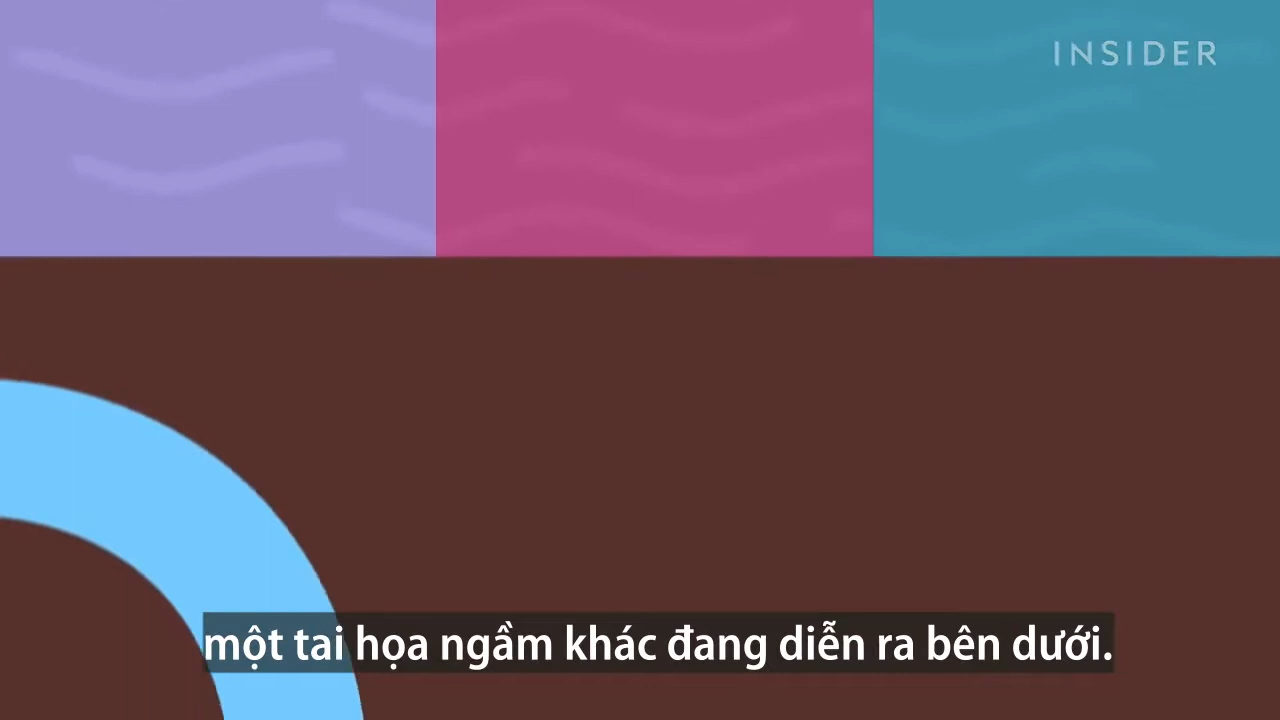 INSIDER
một tai họa ngầm khác đang diễn ra bên dưới.